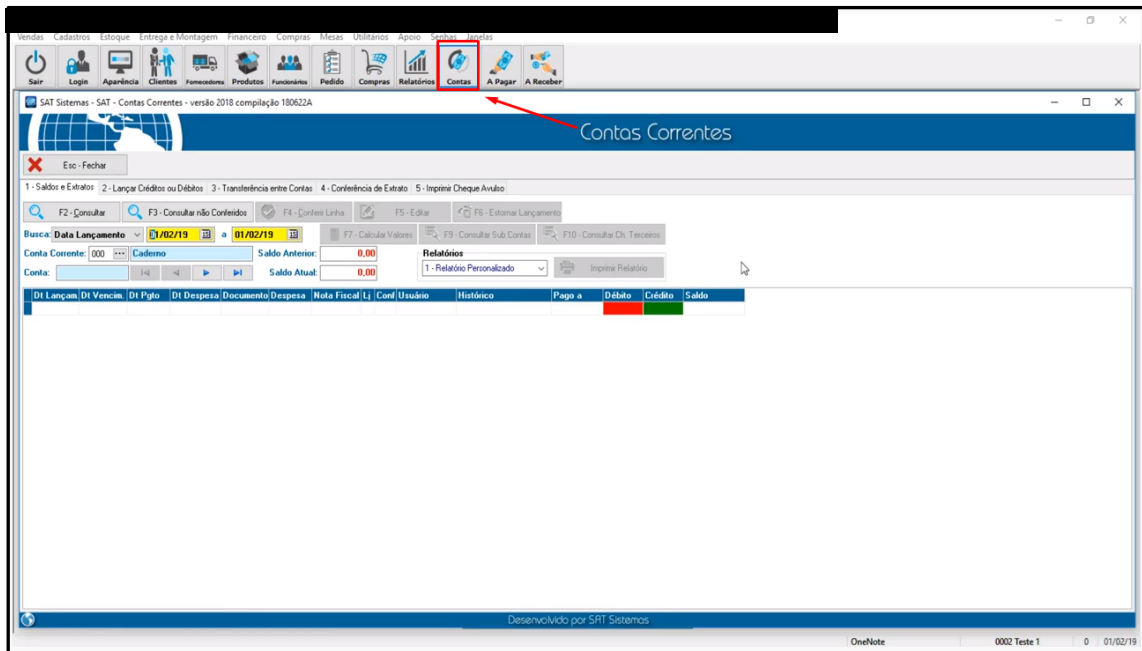 Vendas Cadastros Estoque Entrega e Montagem Financeiro Compras Mesas Utilitários Apoio Senhas Janelas
Sair Login Aparência Clientes Fornecedores Produtos Funcionários Pedido Compras Relatórios Contas A Pagar A Receber
SAT Sistemas - SAT - Contas Correntes - versão 2018 compilação 180622A
Contas Correntes
Esc - Fechar
1 - Saldos e Extratos 2 - Lançar Créditos ou Débitos 3 - Transferência entre Contas 4 - Conferência de Extrato 5 - Imprimir Cheque Avulso
F2 - Consultar F3 - Consultar não Conferidos F4 - Conferir Linha F5 - Editar F6 - Estornar Lançamento
Busca: Data Lançamento 01/02/19 a 01/02/19 F7 - Calcular Valores F9 - Consultar Sub Contas F10 - Consultar Ch. Terceiros
Conta Corrente: 000 Caderno Saldo Anterior: 0,00 Relatórios
Conta: Saldo Atual: 0,00 1 - Relatório Personalizado Imprimir Relatório
Dt Lançam. Dt Vencim. Dt Pgto Dt Despesa Documento Despesa Nota Fiscal Lj Conf Usuário Histórico Pago a Débito Crédito Saldo
Desenvolvido por SAT Sistemas
OneNote 0002 Teste 1 0 01/02/19